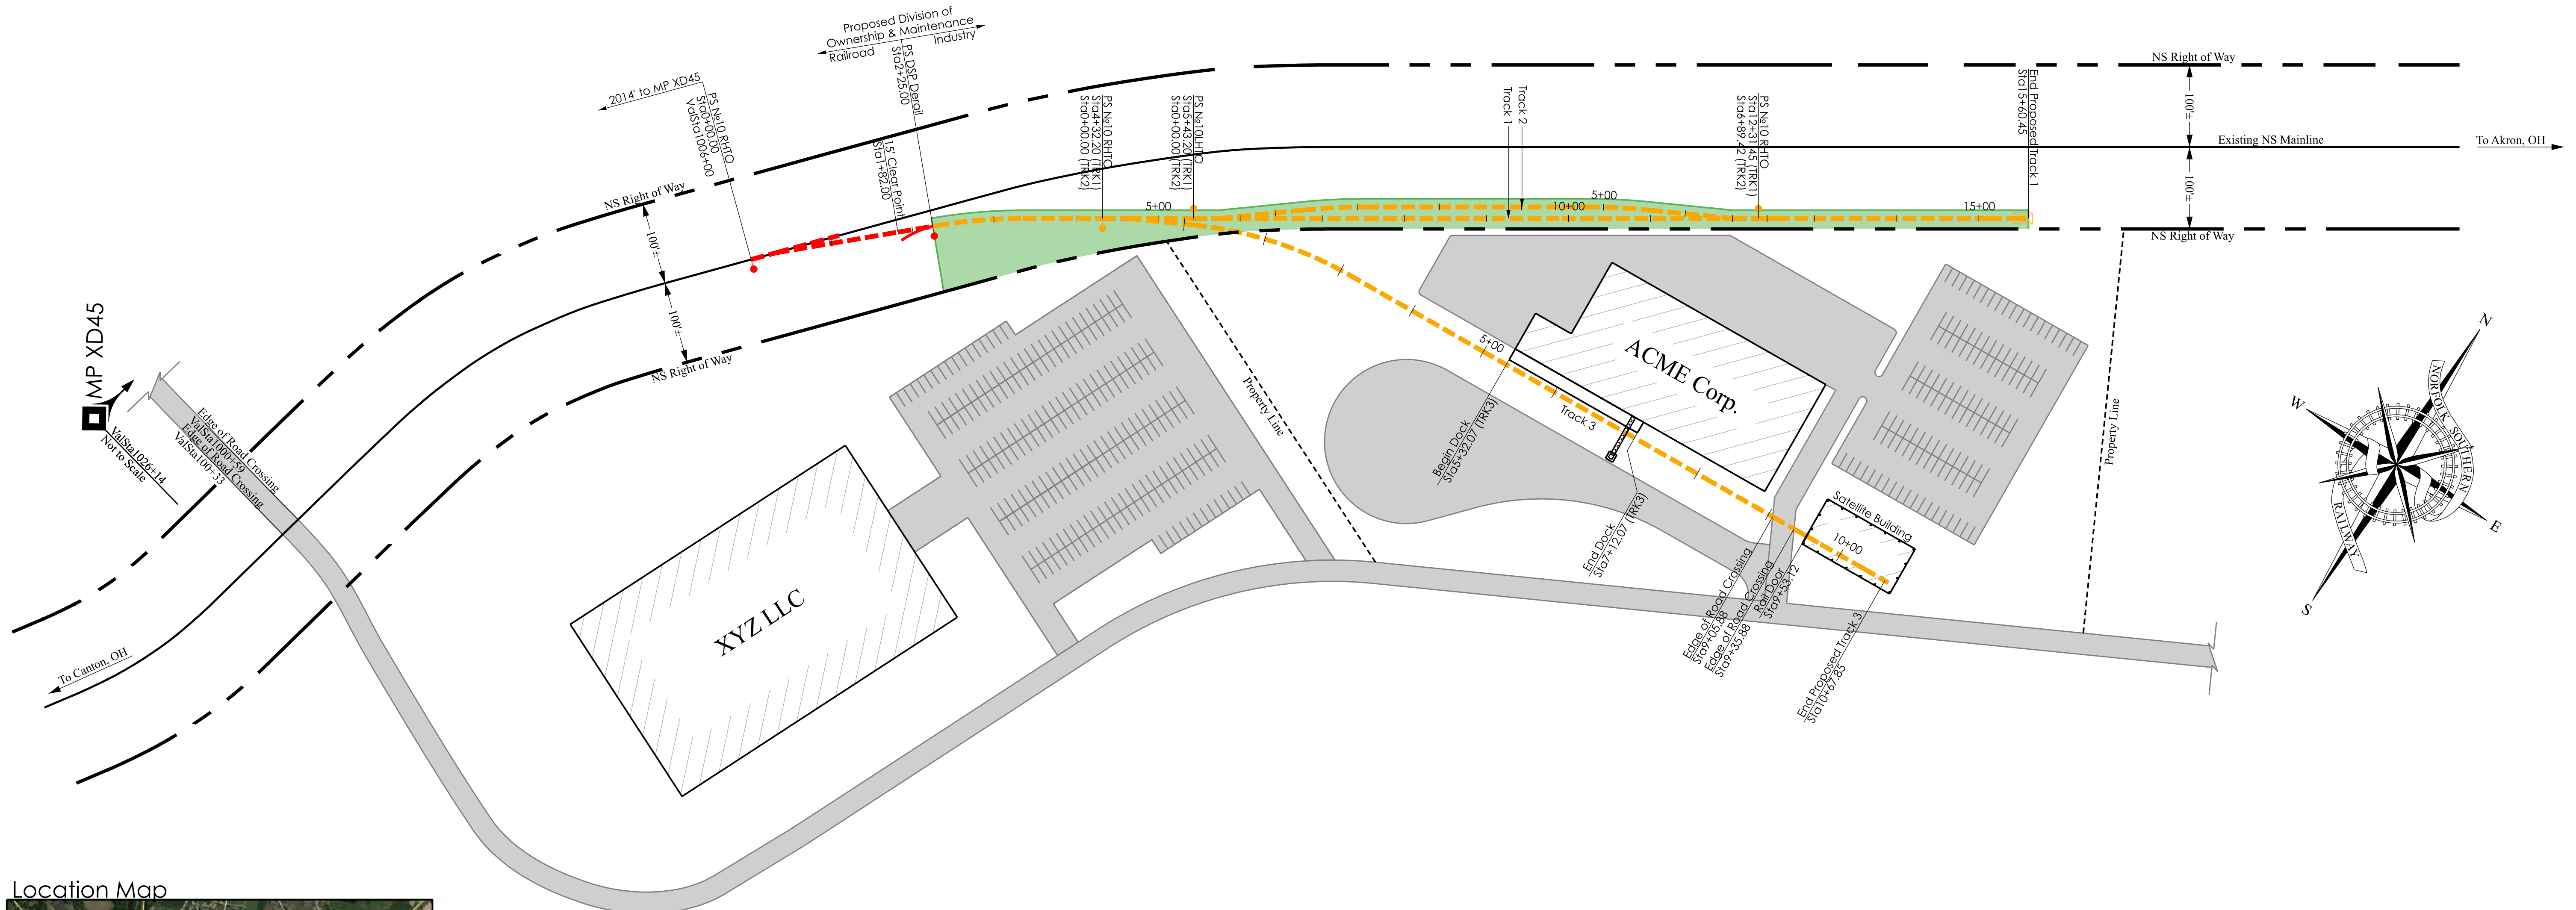 Proposed Division of
Ownership & Maintenance
Railroad
Industry
PS DSP Derail
Sta2+25.00
15' Clear Point
Sta1+82.00
2014' to MP XD45
PS №10 RHTO
Sta0+00.00
ValSta1006+00
PS №10 RHTO
Sta4+32.20 (TRK1)
Sta0+00.00 (TRK2)
PS №10LHTO
Sta5+43.20 (TRK1)
Sta0+00.00 (TRK2)
Track 2
Track 1
PS №10 RHTO
Sta12+31.45 (TRK1)
Sta6+89.42 (TRK2)
End Proposed Track 1
Sta15+60.45
NS Right of Way
100'±
Existing NS Mainline
To Akron, OH
100'±
NS Right of Way
NS Right of Way
100'±
100'±
NS Right of Way
5+00
10+00
5+00
15+00
MP XD45
ValSta1026+14
Not to Scale
Edge of Road Crossing
ValSta1000+59
Edge of Road Crossing
ValSta100+33
To Canton, OH
XYZ LLC
Property Line
ACME Corp.
5+00
Track 3
Begin Dock
Sta5+32.07 (TRK3)
End Dock
Sta7+12.07 (TRK3)
Satellite Building
10+00
Edge of Road Crossing
Sta9+05.88
Edge of Road Crossing
Sta9+35.88
Rail Door
Sta9+53.12
End Proposed Track 3
Sta10+67.85
Property Line
N
W
E
S
NORFOLK SOUTHERN
RAILWAY
Location Map